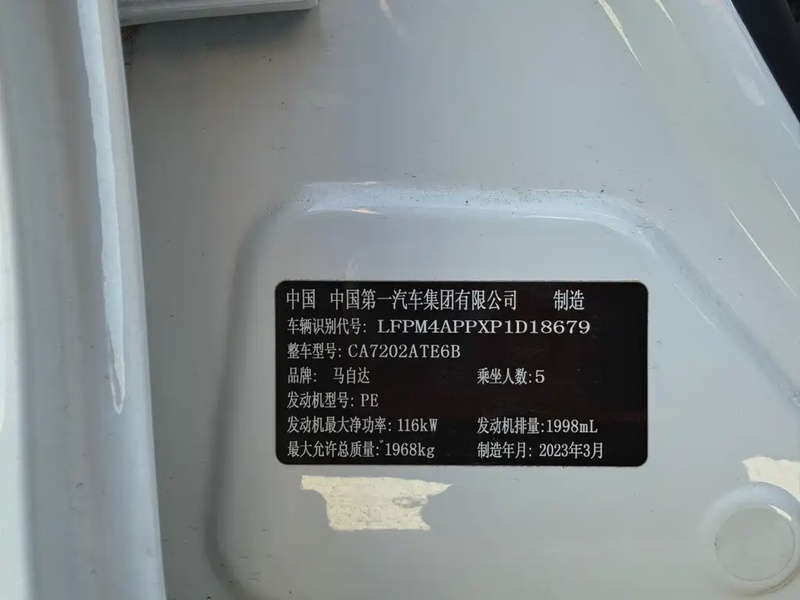 中国 中国第一汽车集团有限公司 制造
车辆识别代号: LFPM4APPXP1D18679
整车型号: CA7202ATE6B
品牌: 马自达 乘坐人数: 5
发动机型号: PE
发动机最大净功率: 116kW 发动机排量: 1998mL
最大允许总质量: 1968kg 制造年月: 2023年3月